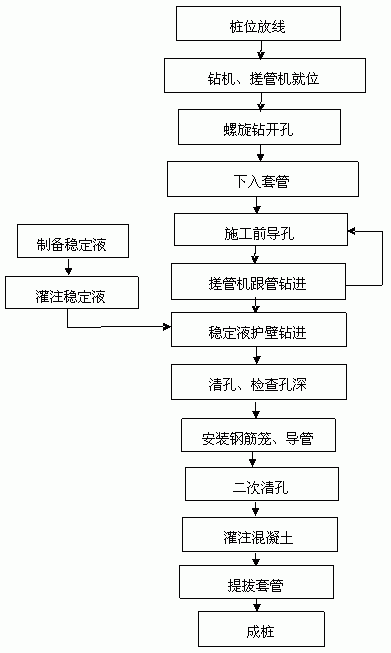 桩位放线
钻机、搓管机就位
螺旋钻开孔
下入套管
施工前导孔
制备稳定液
搓管机跟管钻进
灌注稳定液
稳定液护壁钻进
清孔、检查孔深
安装钢筋笼、导管
二次清孔
灌注混凝土
提拔套管
成桩